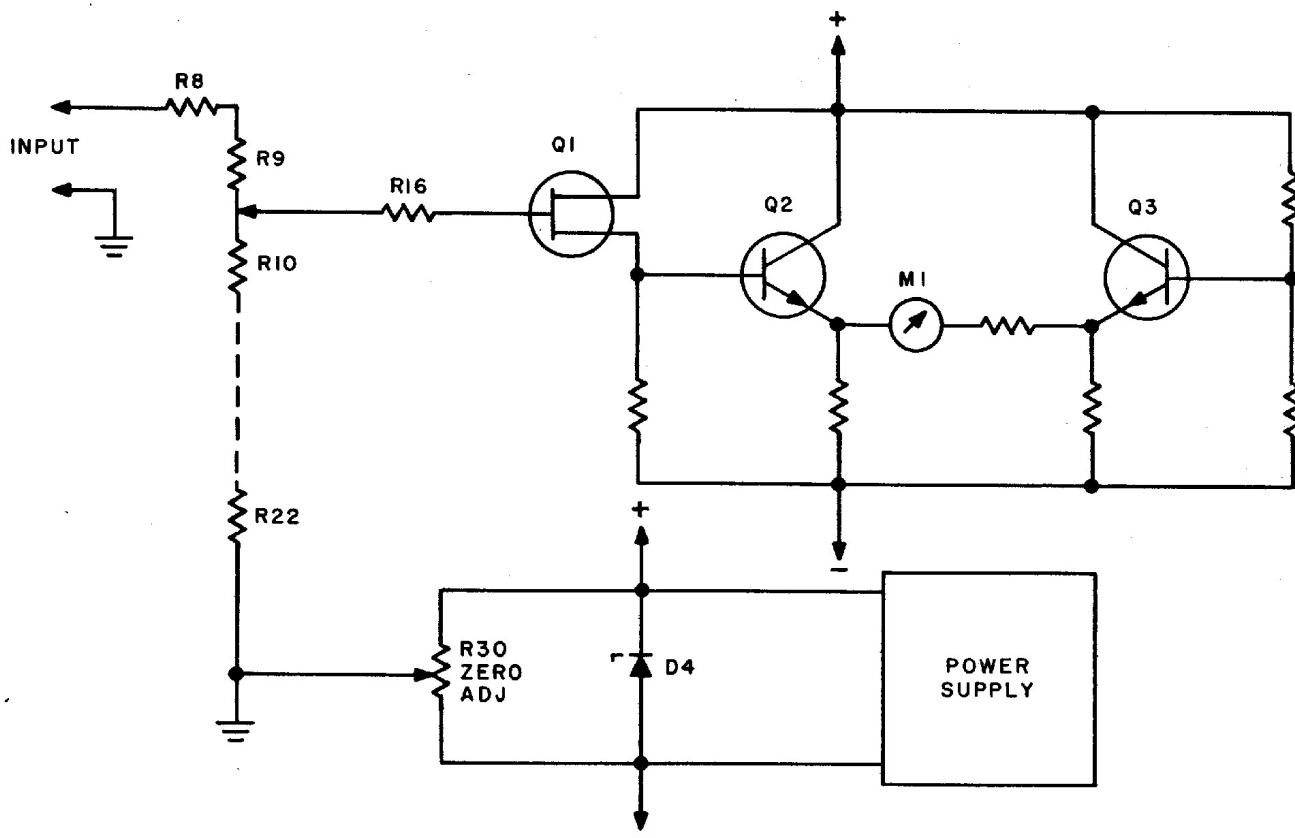 +
R8
INPUT
R9
Q1
R16
Q2
Q3
R10
M1
R22
+
−
R30
ZERO
ADJ
D4
POWER
SUPPLY